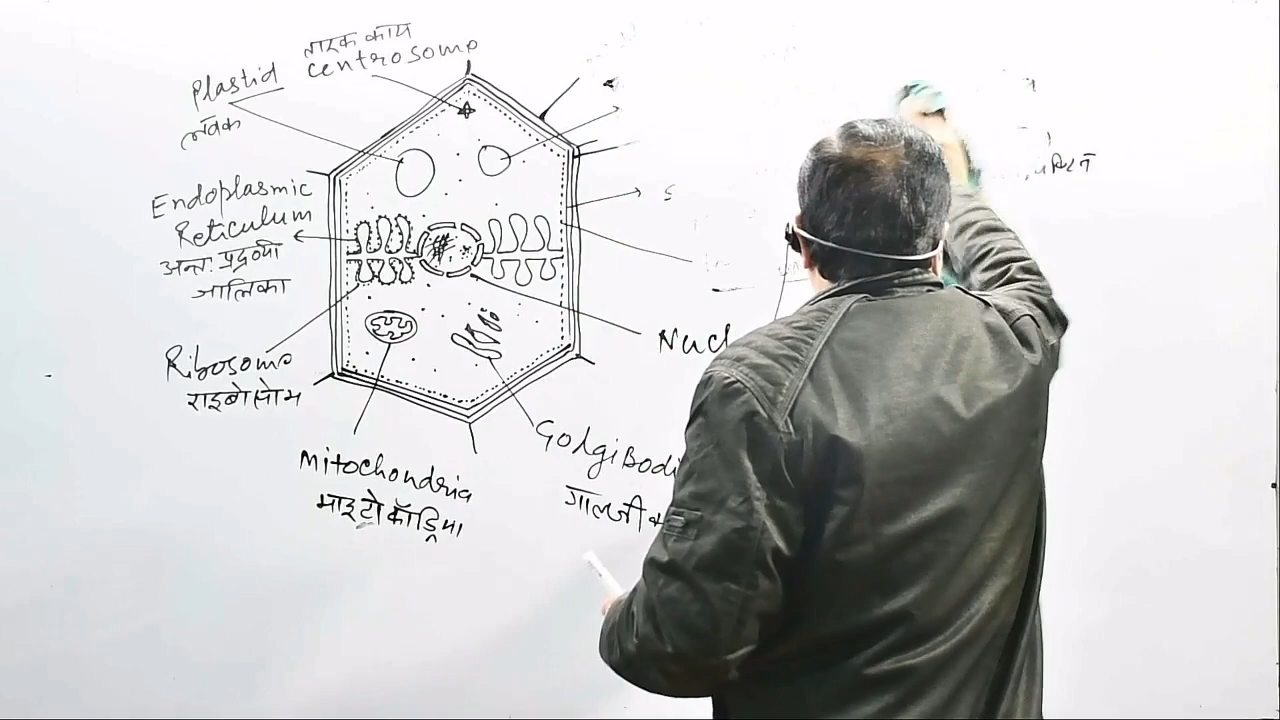 तारक काय
centrosome
Plastid
लवक
Endoplasmic
Reticulum
अन्तः प्रद्रव्यी
जालिका
Ribosome
राइबोसोम
Mitochondria
माइटोकॉंड्रिया
Nucl
GolgiBodi
गाल्जी